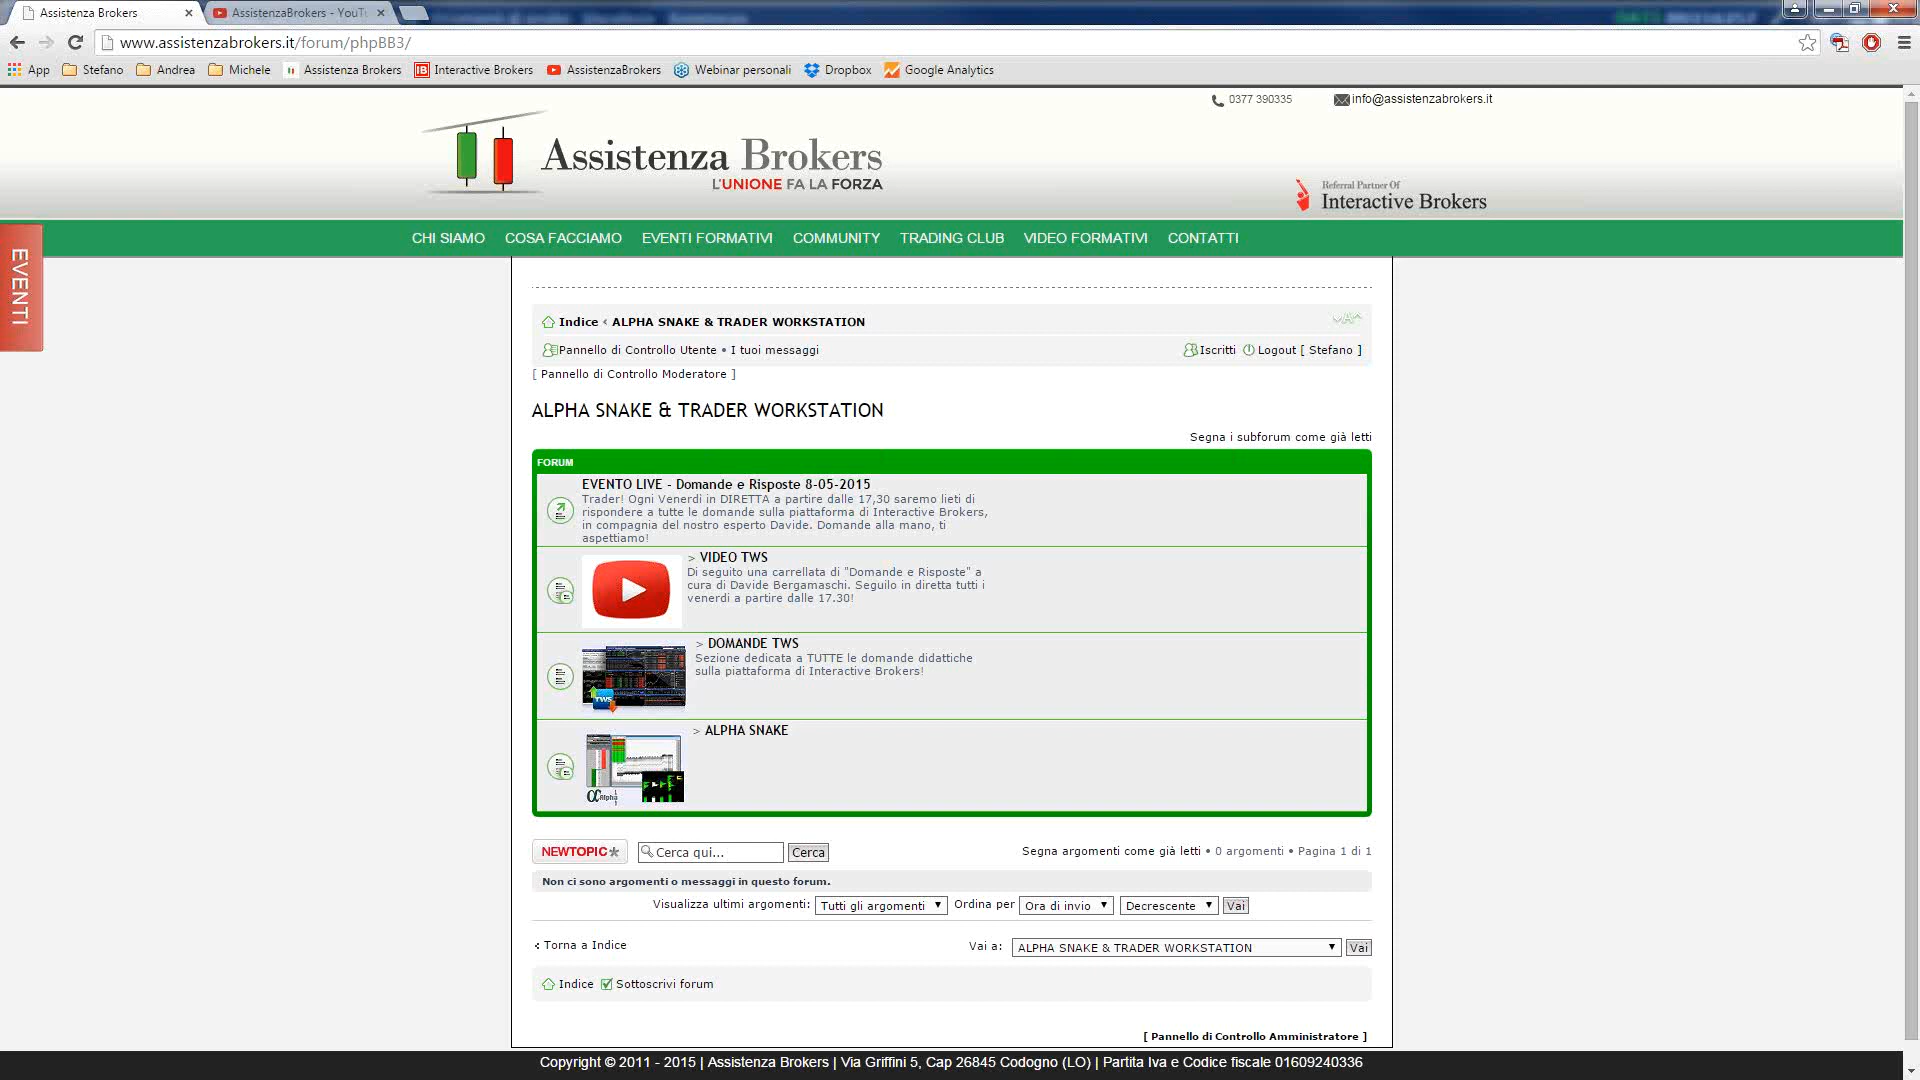 Assistenza Brokers
AssistenzaBrokers - YouTu
www.assistenzabrokers.it/forum/phpBB3/
App Stefano Andrea Michele Assistenza Brokers Interactive Brokers AssistenzaBrokers Webinar personali Dropbox Google Analytics
0377 390335 info@assistenzabrokers.it
Assistenza Brokers
L'UNIONE FA LA FORZA
Referral Partner Of
Interactive Brokers
CHI SIAMO COSA FACCIAMO EVENTI FORMATIVI COMMUNITY TRADING CLUB VIDEO FORMATIVI CONTATTI
EVENTI
Indice ‹ ALPHA SNAKE & TRADER WORKSTATION
Pannello di Controllo Utente • I tuoi messaggi Iscritti Logout [ Stefano ]
[ Pannello di Controllo Moderatore ]
ALPHA SNAKE & TRADER WORKSTATION
Segna i subforum come già letti
FORUM
EVENTO LIVE - Domande e Risposte 8-05-2015
Trader! Ogni Venerdi in DIRETTA a partire dalle 17,30 saremo lieti di
rispondere a tutte le domande sulla piattaforma di Interactive Brokers,
in compagnia del nostro esperto Davide. Domande alla mano, ti
aspettiamo!
> VIDEO TWS
Di seguito una carrellata di "Domande e Risposte" a
cura di Davide Bergamaschi. Seguilo in diretta tutti i
venerdi a partire dalle 17.30!
> DOMANDE TWS
Sezione dedicata a TUTTE le domande didattiche
sulla piattaforma di Interactive Brokers!
TWS
> ALPHA SNAKE
Alpha
NEWTOPIC* Cerca qui... Cerca Segna argomenti come già letti • 0 argomenti • Pagina 1 di 1
Non ci sono argomenti o messaggi in questo forum.
Visualizza ultimi argomenti: Tutti gli argomenti Ordina per Ora di invio Decrescente Vai
‹ Torna a Indice Vai a: ALPHA SNAKE & TRADER WORKSTATION Vai
Indice Sottoscrivi forum
[ Pannello di Controllo Amministratore ]
Copyright © 2011 - 2015 | Assistenza Brokers | Via Griffini 5, Cap 26845 Codogno (LO) | Partita Iva e Codice fiscale 01609240336